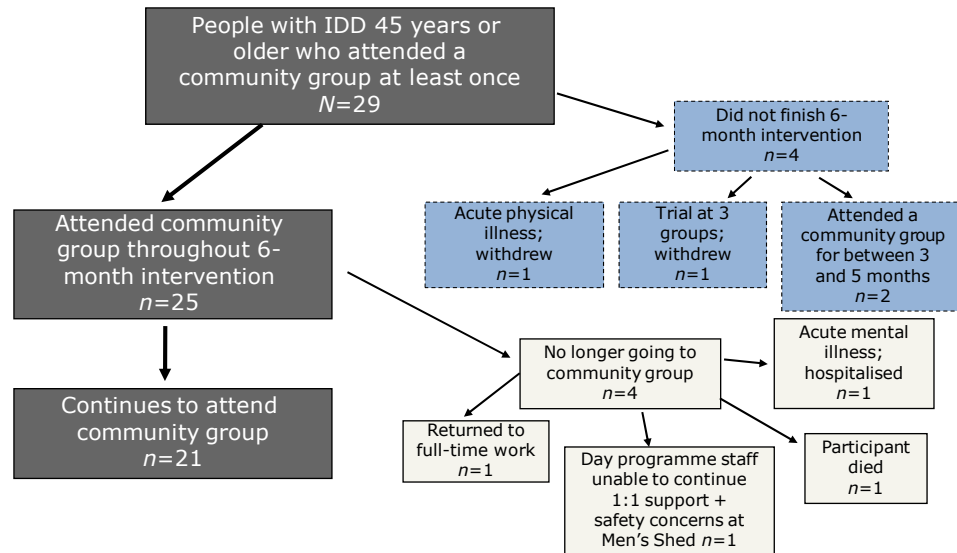 People with IDD 45 years or
older who attended a
community group at least once
N=29
Did not finish 6-
month intervention
n=4
Acute physical
illness;
withdrew
n=1
Trial at 3
groups;
withdrew
n=1
Attended a
community group
for between 3
and 5 months
n=2
Attended community
group throughout 6-
month intervention
n=25
No longer going to
community group
n=4
Acute mental
illness;
hospitalised
n=1
Continues to attend
community group
n=21
Returned to
full-time work
n=1
Day programme staff
unable to continue
1:1 support +
safety concerns at
Men’s Shed n=1
Participant
died
n=1